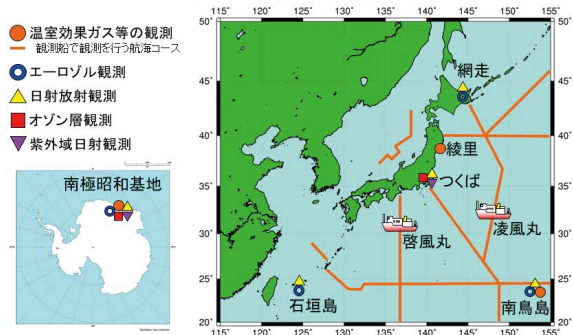 温室効果ガス等の観測
観測船で観測を行う航海コース
エーロゾル観測
日射放射観測
オゾン層観測
紫外域日射観測
南極昭和基地
50°
45°
40°
35°
30°
25°
20°
115°
120°
125°
130°
135°
140°
145°
150°
155°
網走
綾里
つくば
凌風丸
啓風丸
石垣島
南鳥島